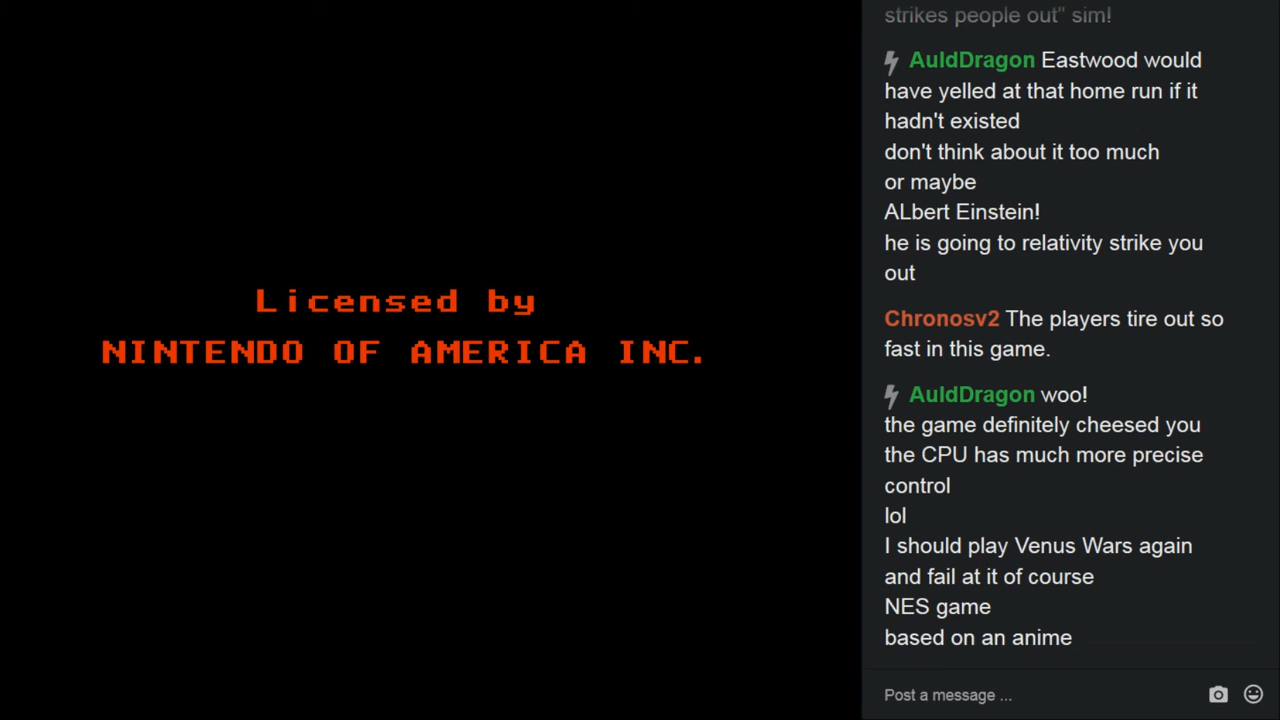 Licensed by
NINTENDO OF AMERICA INC.
strikes people out" sim!
AuldDragon Eastwood would
have yelled at that home run if it
hadn't existed
don't think about it too much
or maybe
ALbert Einstein!
he is going to relativity strike you
out
Chronosv2 The players tire out so
fast in this game.
AuldDragon woo!
the game definitely cheesed you
the CPU has much more precise
control
lol
I should play Venus Wars again
and fail at it of course
NES game
based on an anime
Post a message ...